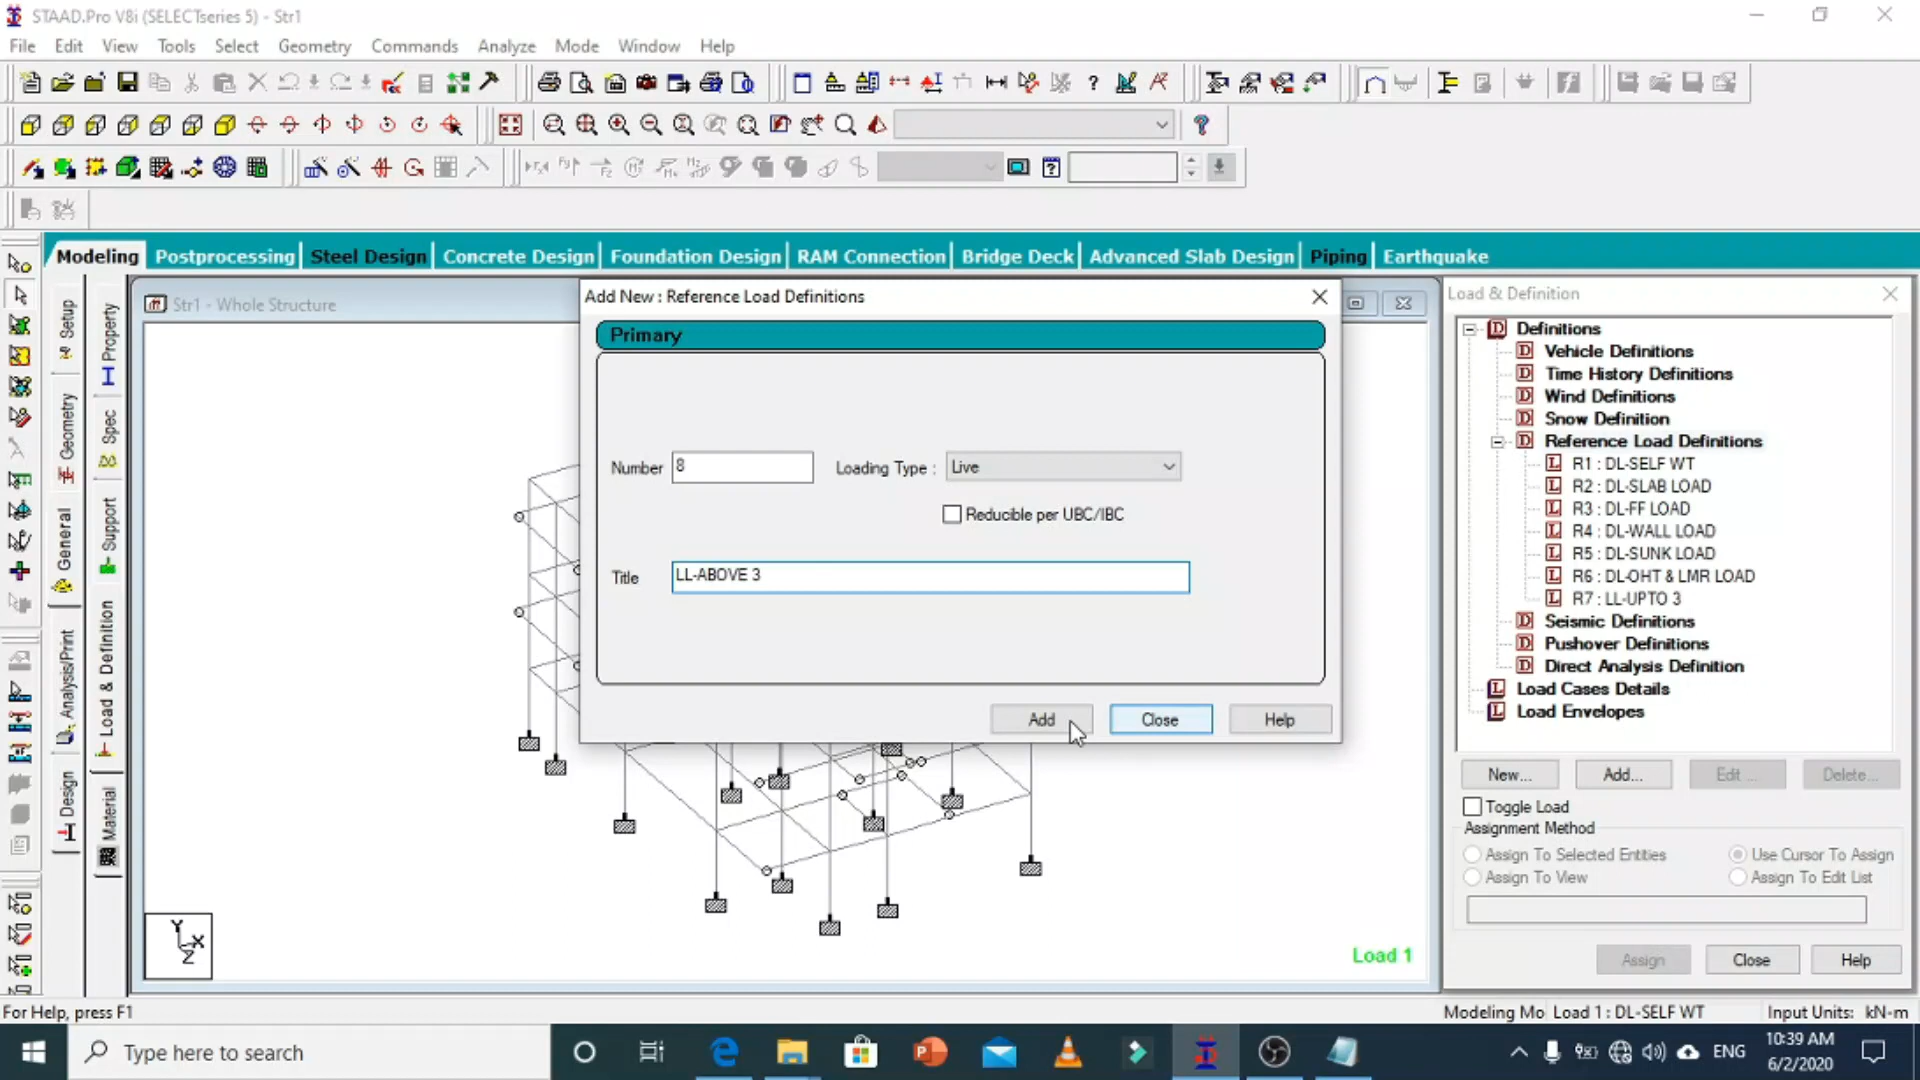 STAAD.Pro V8i (SELECTseries 5) - Str1
File Edit View Tools Select Geometry Commands Analyze Mode Window Help
Modeling Postprocessing Steel Design Concrete Design Foundation Design RAM Connection Bridge Deck Advanced Slab Design Piping Earthquake
Setup
Geometry
General
Analysis/Print
Design
Property
Spec
Support
Load & Definition
Material
Str1 - Whole Structure
Add New : Reference Load Definitions
Primary
Number 8 Loading Type : Live
Reducible per UBC/IBC
Title LL-ABOVE 3
Add Close Help
Y
X
Z
Load 1
Load & Definition
Definitions
Vehicle Definitions
Time History Definitions
Wind Definitions
Snow Definition
Reference Load Definitions
R1 : DL-SELF WT
R2 : DL-SLAB LOAD
R3 : DL-FF LOAD
R4 : DL-WALL LOAD
R5 : DL-SUNK LOAD
R6 : DL-OHT & LMR LOAD
R7 : LL-UPTO 3
Seismic Definitions
Pushover Definitions
Direct Analysis Definition
Load Cases Details
Load Envelopes
New... Add... Edit ... Delete...
Toggle Load
Assignment Method
Assign To Selected Entities Use Cursor To Assign
Assign To View Assign To Edit List
Assign Close Help
For Help, press F1 Modeling Mo Load 1 : DL-SELF WT Input Units: kN-m
Type here to search
ENG
10:39 AM
6/2/2020